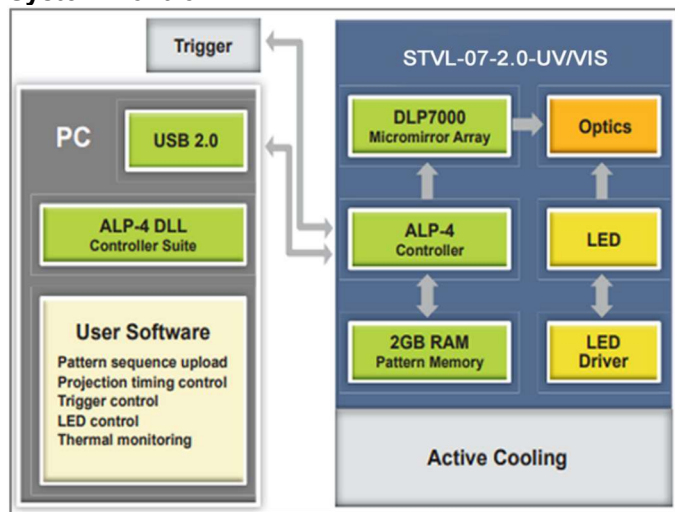 Trigger
PC
USB 2.0
ALP-4 DLL
Controller Suite
User Software
Pattern sequence upload
Projection timing control
Trigger control
LED control
Thermal monitoring
STVL-07-2.0-UV/VIS
DLP7000
Micromirror Array
Optics
ALP-4
Controller
LED
2GB RAM
Pattern Memory
LED
Driver
Active Cooling